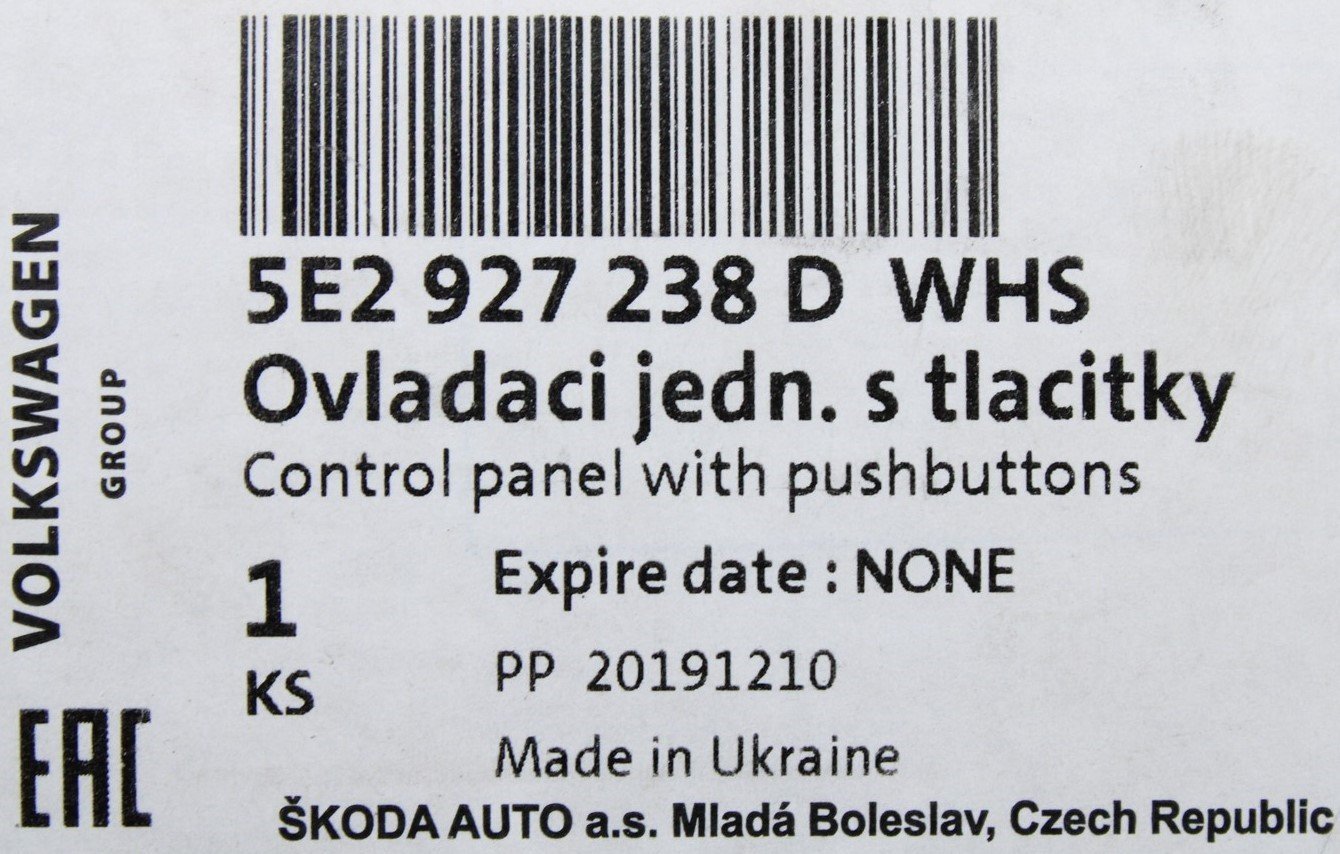 5E2 927 238 D WHS
Ovladaci jedn. s tlacitky
Control panel with pushbuttons
1
KS
Expire date : NONE
PP 20191210
Made in Ukraine
ŠKODA AUTO a.s. Mladá Boleslav, Czech Republic
VOLKSWAGEN
GROUP
EAC